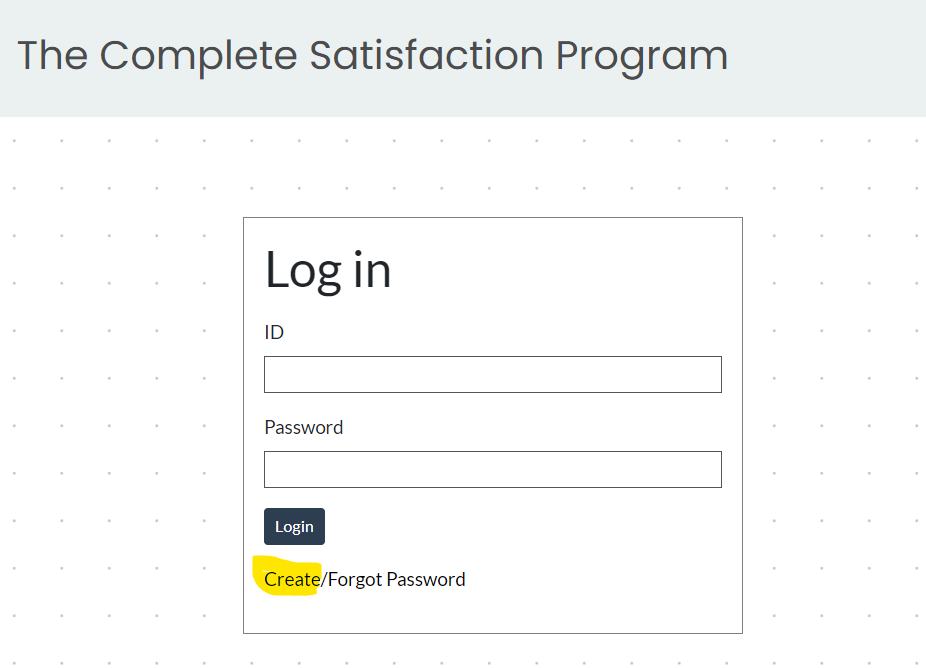 The Complete Satisfaction Program
Log in
ID
Password
Login
Create/Forgot Password